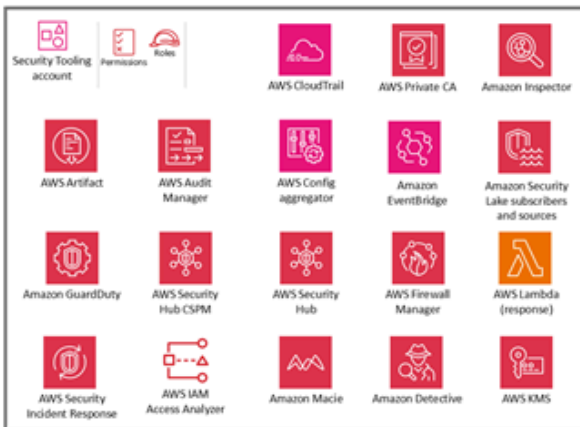 Security Tooling
account
Permissions
Roles
AWS CloudTrail
AWS Private CA
Amazon Inspector
AWS Artifact
AWS Audit
Manager
AWS Config
aggregator
Amazon
EventBridge
Amazon Security
Lake subscribers
and sources
Amazon GuardDuty
AWS Security
Hub CSPM
AWS Security
Hub
AWS Firewall
Manager
AWS Lambda
(response)
AWS Security
Incident Response
AWS IAM
Access Analyzer
Amazon Macie
Amazon Detective
AWS KMS